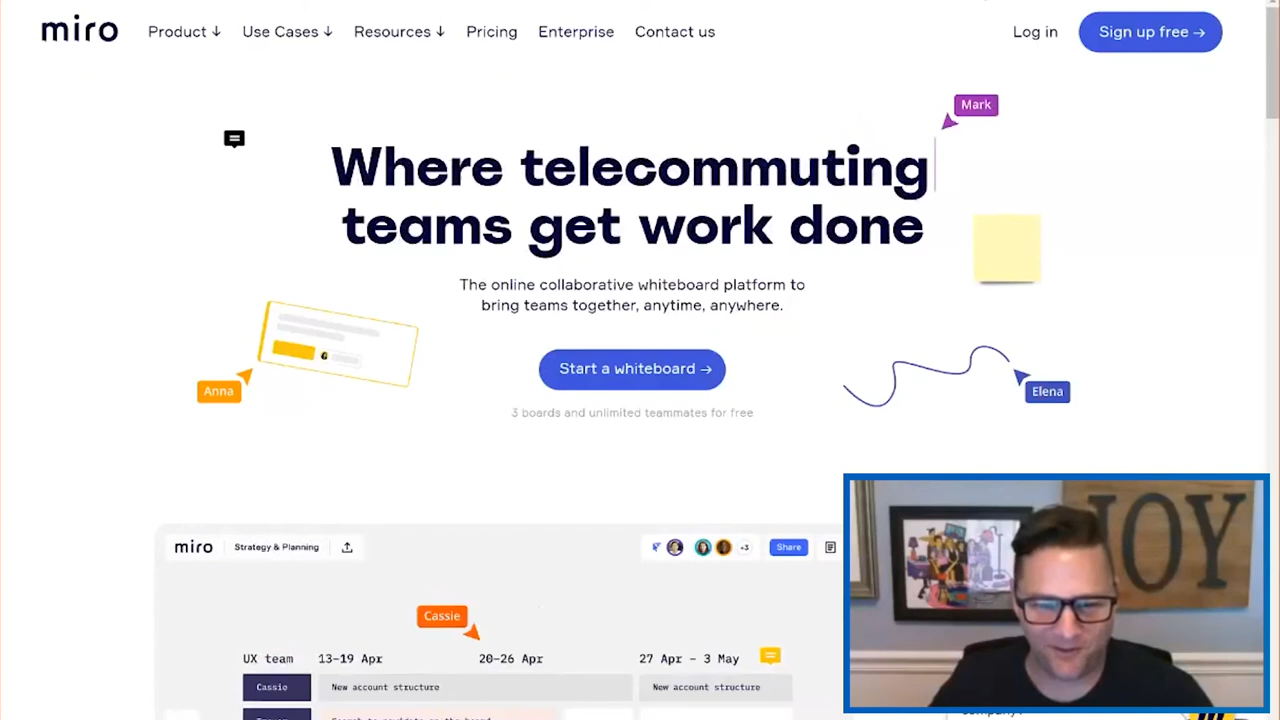 miro
Product ↓ Use Cases ↓ Resources ↓ Pricing Enterprise Contact us
Log in
Sign up free →
Mark
Where telecommuting
teams get work done
The online collaborative whiteboard platform to
bring teams together, anytime, anywhere.
Start a whiteboard →
3 boards and unlimited teammates for free
Anna
Elena
miro
Strategy & Planning
+3
Share
JOY
Cassie
UX team 13-19 Apr 20-26 Apr 27 Apr - 3 May
Cassie
New account structure
New account structure